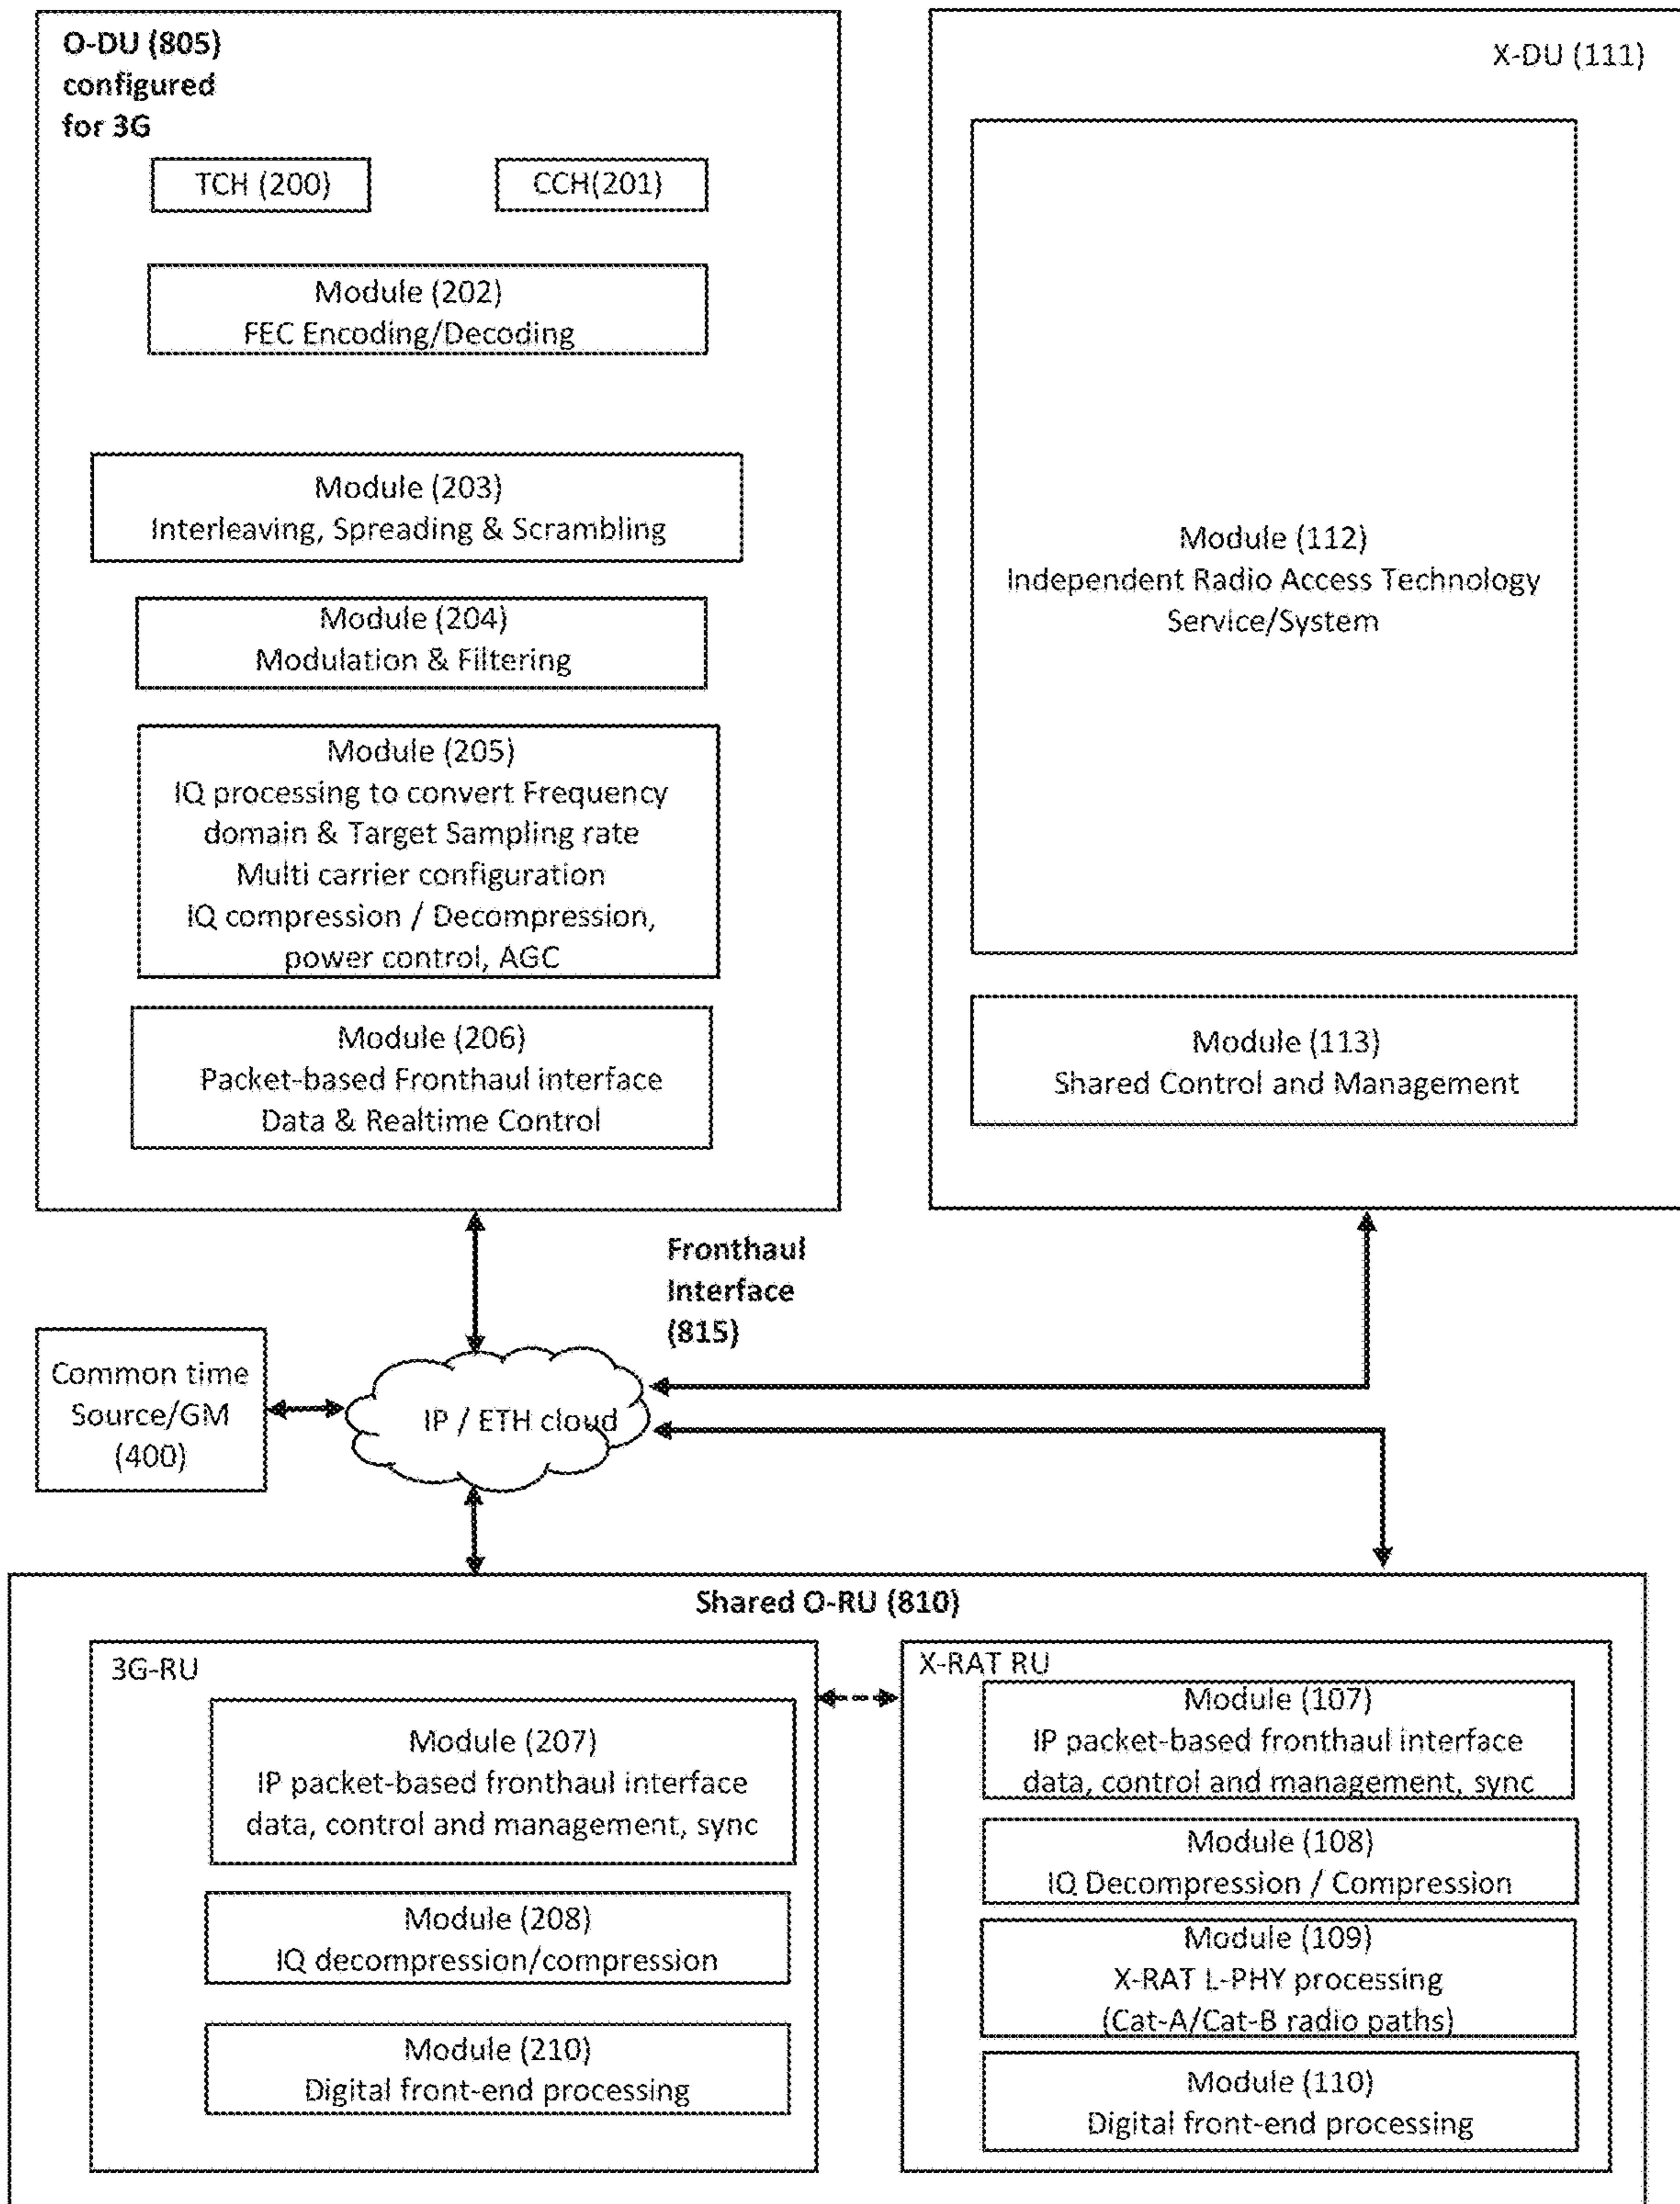 O-DU (805)
configured
for 3G
TCH (200)
CCH(201)
Module (202)
FEC Encoding/Decoding
Module (203)
Interleaving, Spreading & Scrambling
Module (204)
Modulation & Filtering
Module (205)
IQ processing to convert Frequency
domain & Target Sampling rate
Multi carrier configuration
IQ compression / Decompression,
power control, AGC
Module (206)
Packet-based Fronthaul interface
Data & Realtime Control
X-DU (111)
Module (112)
Independent Radio Access Technology
Service/System
Module (113)
Shared Control and Management
Fronthaul
Interface
(815)
Common time
Source/GM
(400)
IP / ETH cloud
Shared O-RU (810)
3G-RU
Module (207)
IP packet-based fronthaul interface
data, control and management, sync
Module (208)
IQ decompression/compression
Module (210)
Digital front-end processing
X-RAT RU
Module (107)
IP packet-based fronthaul interface
data, control and management, sync
Module (108)
IQ Decompression / Compression
Module (109)
X-RAT L-PHY processing
(Cat-A/Cat-B radio paths)
Module (110)
Digital front-end processing